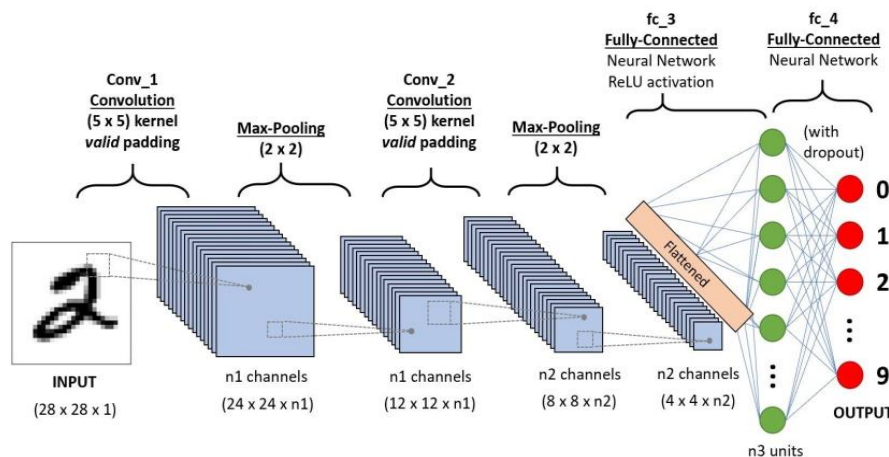 fc_3
Fully-Connected
Neural Network
ReLU activation
fc_4
Fully-Connected
Neural Network
Conv_1
Convolution
(5 x 5) kernel
valid padding
Max-Pooling
(2 x 2)
Conv_2
Convolution
(5 x 5) kernel
valid padding
Max-Pooling
(2 x 2)
(with
dropout)
2
Flattened
0
1
2
9
INPUT
(28 x 28 x 1)
n1 channels
(24 x 24 x n1)
n1 channels
(12 x 12 x n1)
n2 channels
(8 x 8 x n2)
n2 channels
(4 x 4 x n2)
n3 units
OUTPUT